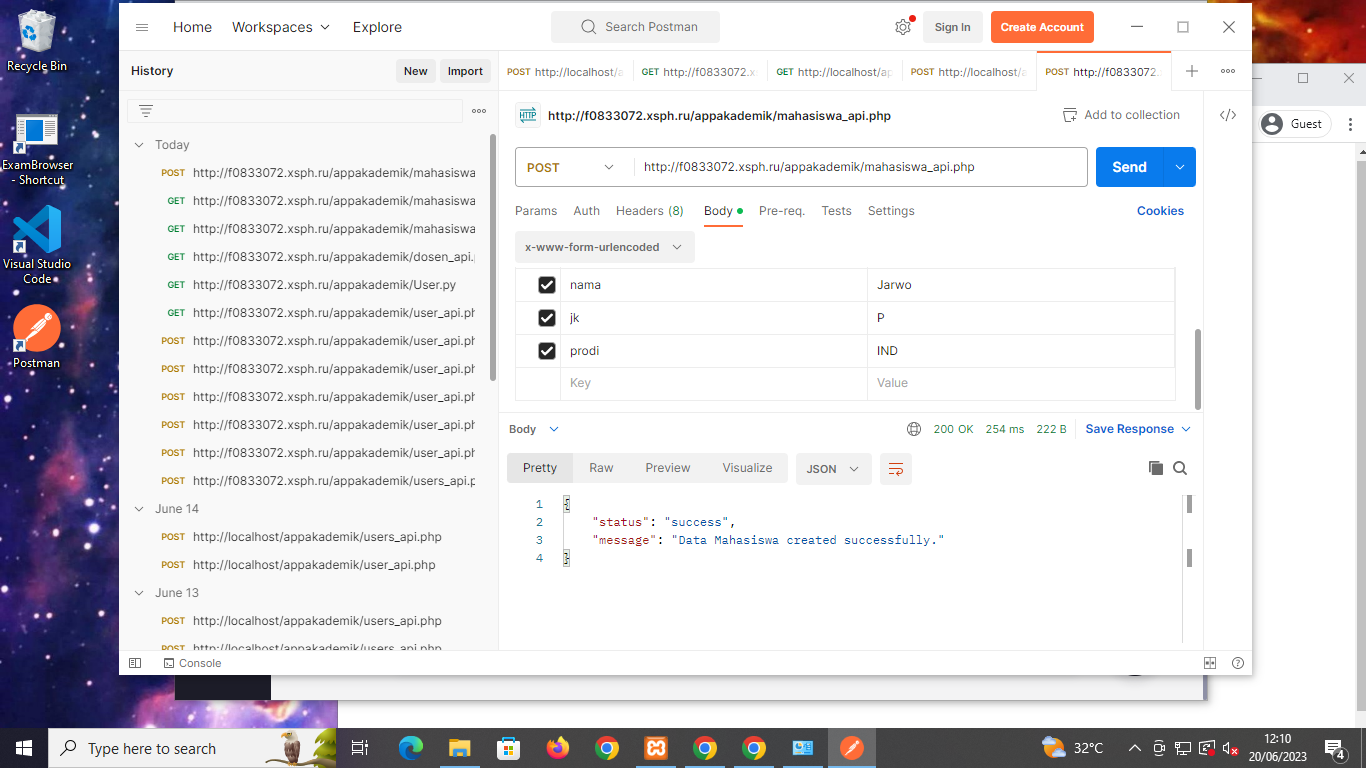 Recycle Bin
ExamBrowser
- Shortcut
Visual Studio
Code
Postman
Home
Workspaces
Explore
Search Postman
Sign In
Create Account
History
New
Import
POST http://localhost/a
GET http://f0833072.x
GET http://localhost/ap
POST http://localhost/a
POST http://f0833072.
HTTP
http://f0833072.xsph.ru/appakademik/mahasiswa_api.php
Add to collection
POST
http://f0833072.xsph.ru/appakademik/mahasiswa_api.php
Send
Params
Auth
Headers (8)
Body
Pre-req.
Tests
Settings
Cookies
x-www-form-urlencoded
nama
Jarwo
jk
P
prodi
IND
Key
Value
Today
POST http://f0833072.xsph.ru/appakademik/mahasiswa
GET http://f0833072.xsph.ru/appakademik/mahasiswa
GET http://f0833072.xsph.ru/appakademik/mahasiswa
GET http://f0833072.xsph.ru/appakademik/dosen_api.p
GET http://f0833072.xsph.ru/appakademik/User.py
GET http://f0833072.xsph.ru/appakademik/user_api.ph
POST http://f0833072.xsph.ru/appakademik/user_api.ph
POST http://f0833072.xsph.ru/appakademik/user_api.ph
POST http://f0833072.xsph.ru/appakademik/user_api.ph
POST http://f0833072.xsph.ru/appakademik/user_api.ph
POST http://f0833072.xsph.ru/appakademik/user_api.ph
POST http://f0833072.xsph.ru/appakademik/users_api.p
June 14
POST http://localhost/appakademik/users_api.php
POST http://localhost/appakademik/user_api.php
June 13
POST http://localhost/appakademik/users_api.php
POST http://localhost/appakademik/users_api.php
Body
200 OK
254 ms
222 B
Save Response
Pretty
Raw
Preview
Visualize
JSON
1 {
2 "status": "success",
3 "message": "Data Mahasiswa created successfully."
4 }
Console
Guest
Type here to search
32°C
12:10
20/06/2023
4